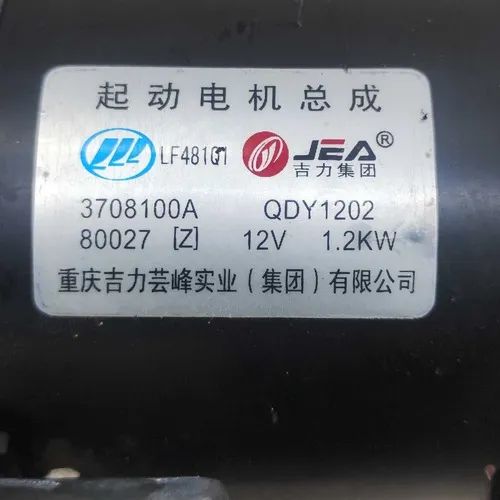 起动电机总成
LF481Q1 JEA®
吉力集团
3708100A QDY1202
80027 [Z] 12V 1.2KW
重庆吉力芸峰实业(集团)有限公司